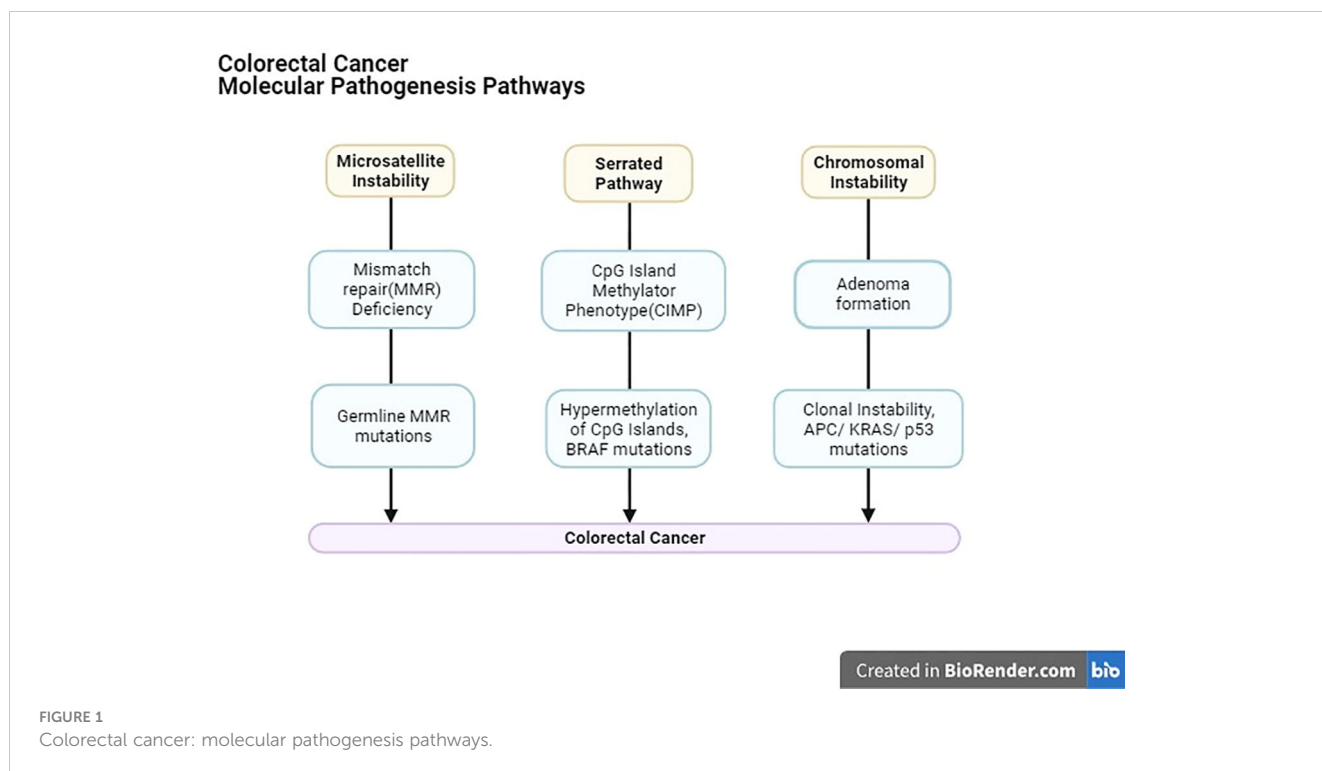 Colorectal Cancer
Molecular Pathogenesis Pathways
Microsatellite
Instability
Mismatch
repair(MMR)
Deficiency
Germline MMR
mutations
Serrated
Pathway
CpG Island
Methylator
Phenotype(CIMP)
Hypermethylation
of CpG Islands,
BRAF mutations
Chromosomal
Instability
Adenoma
formation
Clonal Instability,
APC/ KRAS/ p53
mutations
Colorectal Cancer
Created in BioRender.com bio
FIGURE 1
Colorectal cancer: molecular pathogenesis pathways.